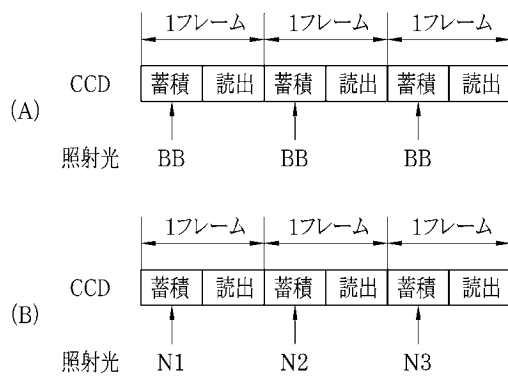 1フレーム 1フレーム 1フレーム
CCD 蓄積 読出 蓄積 読出 蓄積 読出
(A)
照射光 BB BB BB
1フレーム 1フレーム 1フレーム
CCD 蓄積 読出 蓄積 読出 蓄積 読出
(B)
照射光 N1 N2 N3